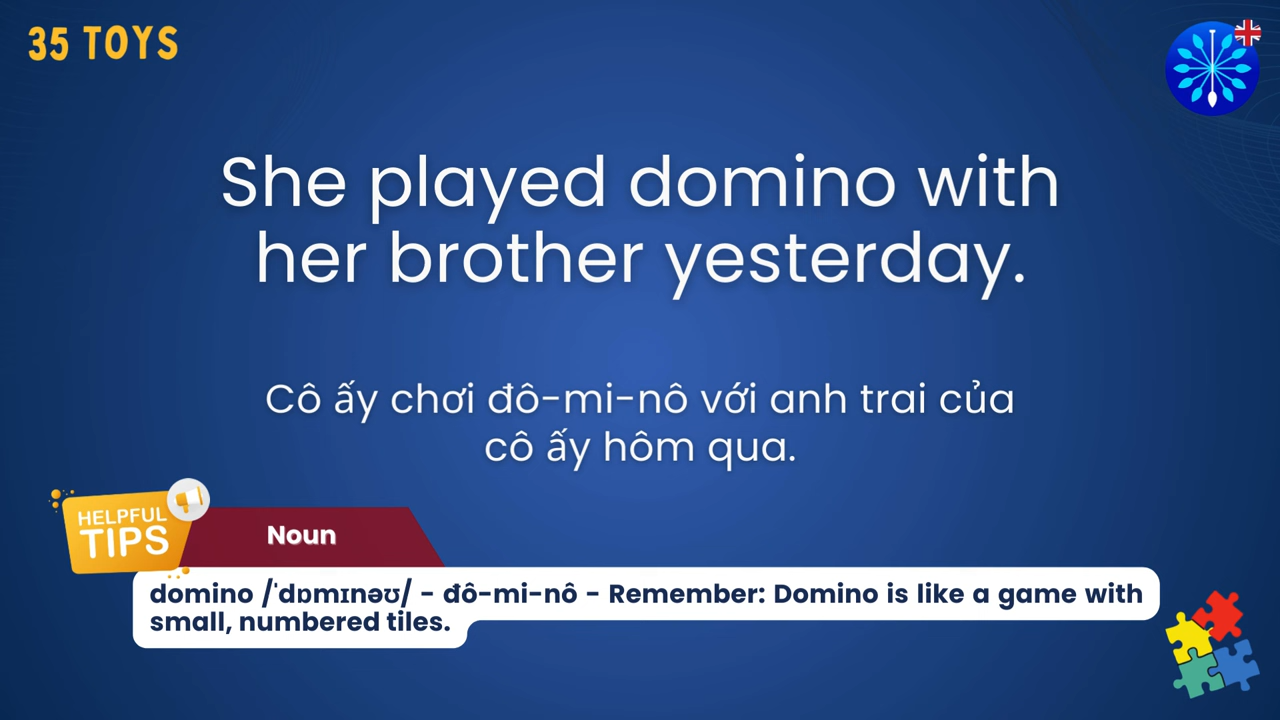 35 TOYS
She played domino with
her brother yesterday.
Cô ấy chơi đô-mi-nô với anh trai của
cô ấy hôm qua.
HELPFUL
TIPS
Noun
domino /ˈdɒmɪnəʊ/ - đô-mi-nô - Remember: Domino is like a game with
small, numbered tiles.